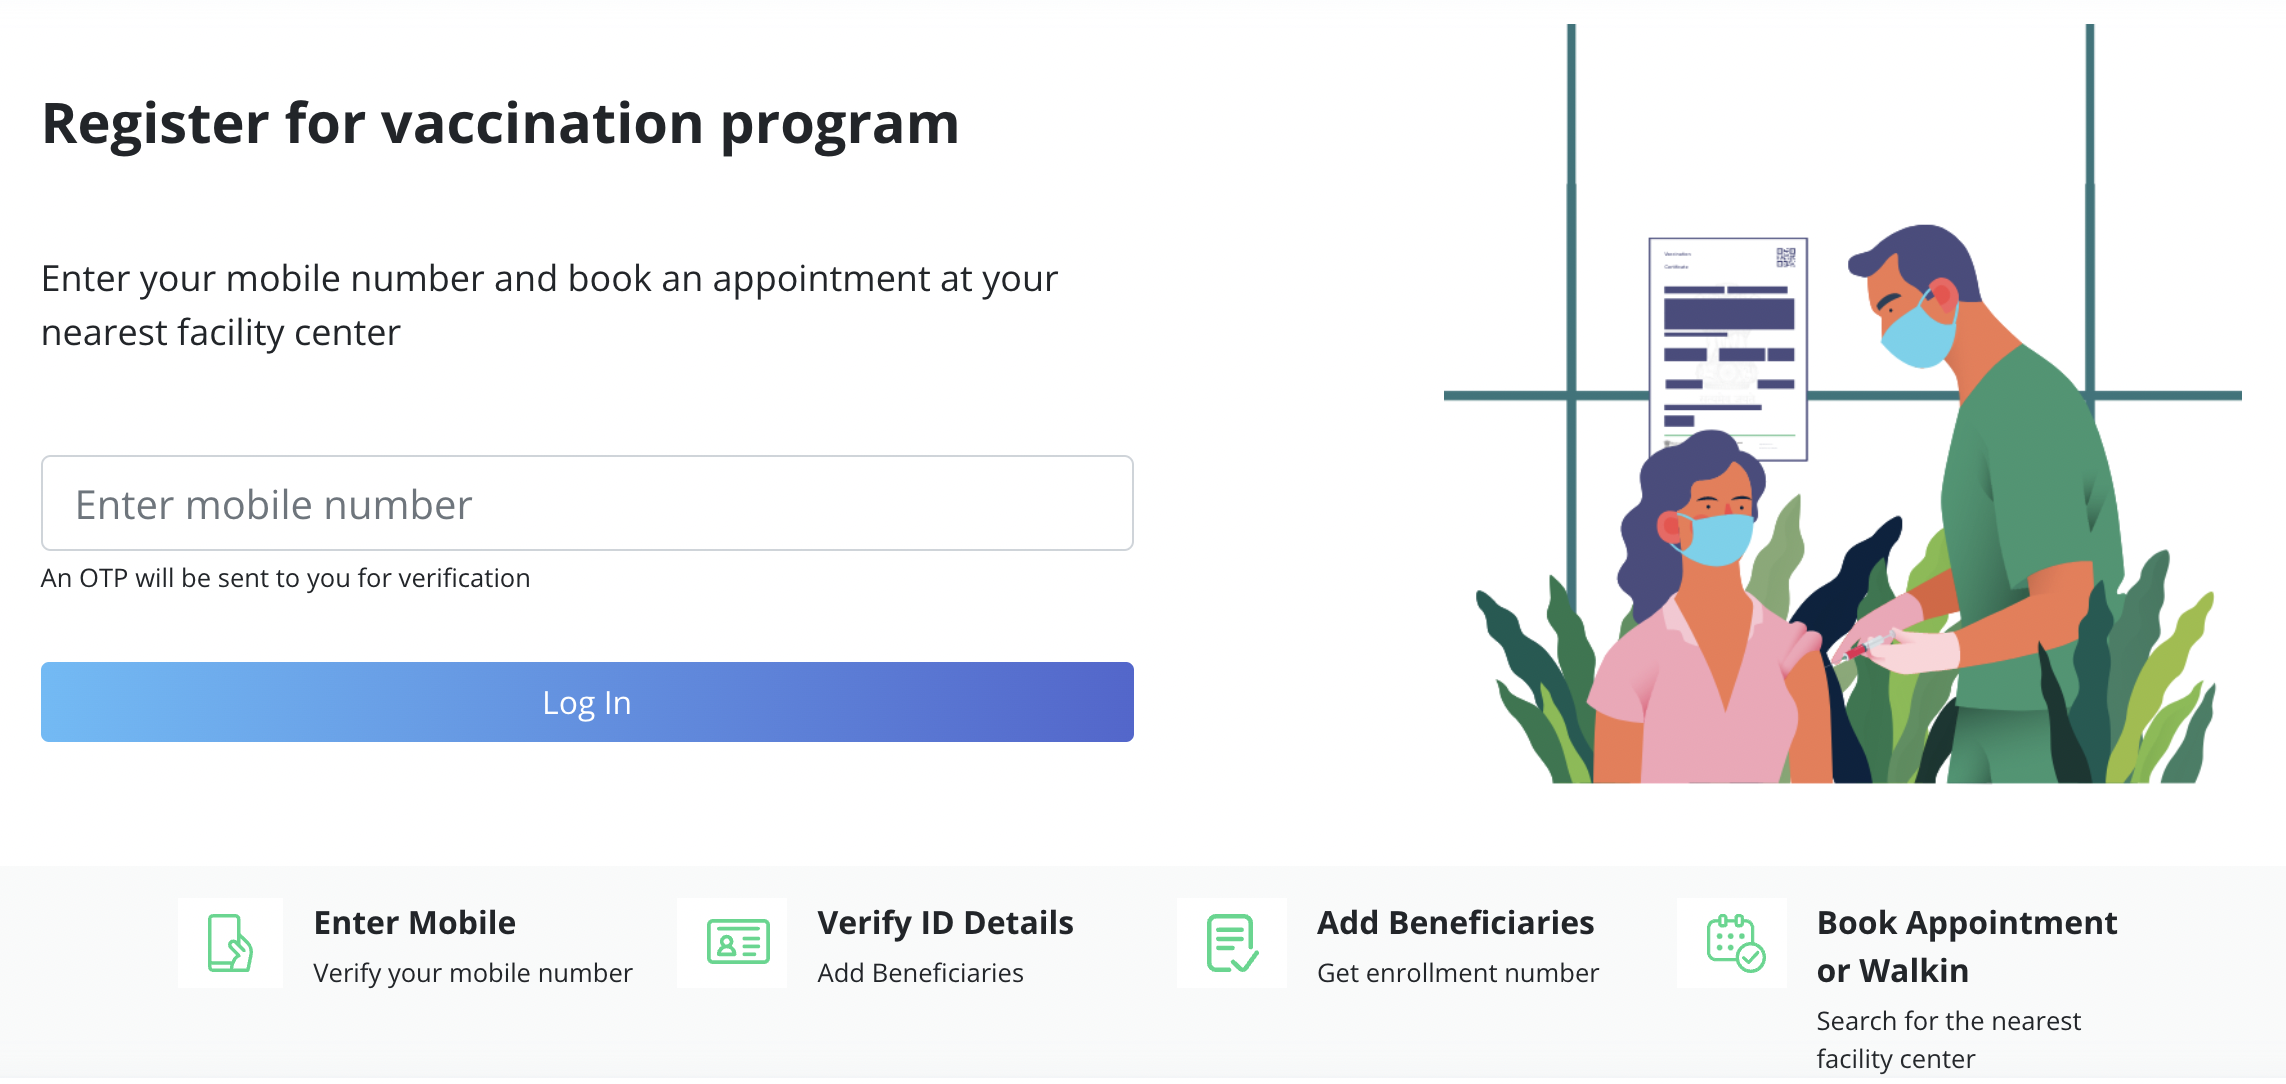 Register for vaccination program
Enter your mobile number and book an appointment at your
nearest facility center
Enter mobile number
An OTP will be sent to you for verification
Log In
Vaccination
Certificate
Enter Mobile
Verify your mobile number
Verify ID Details
Add Beneficiaries
Add Beneficiaries
Get enrollment number
Book Appointment
or Walkin
Search for the nearest
facility center